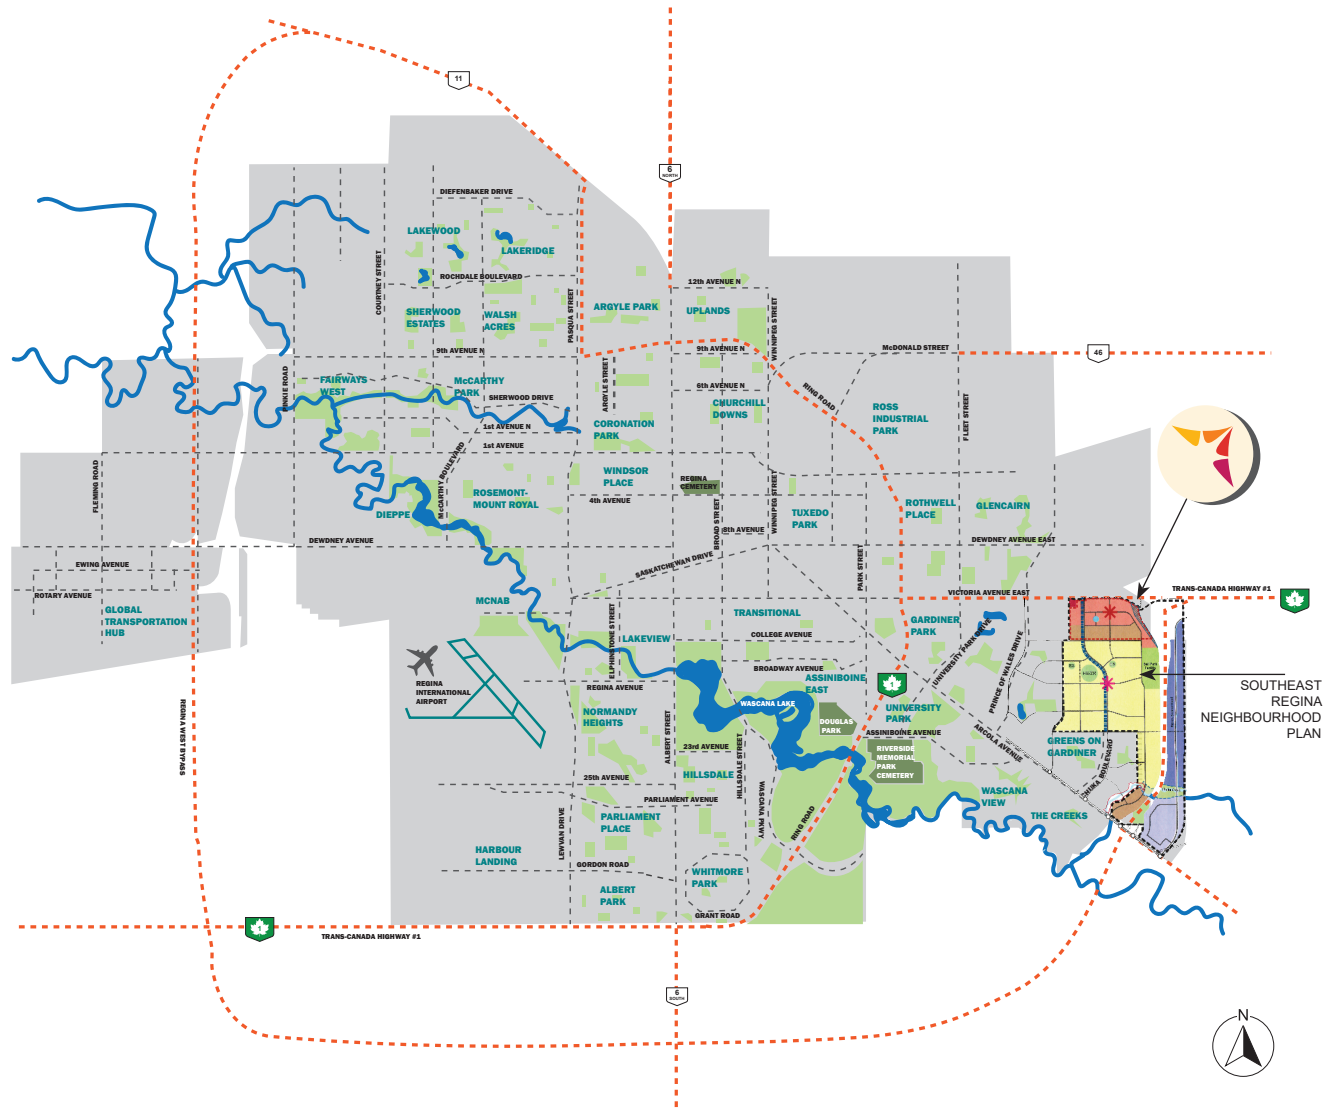 11
6
NORTH
DIEFENBAKER DRIVE
LAKEWOOD
LAKERIDGE
COURTNEY STREET
ROCHDALE BOULEVARD
12th AVENUE N
PASQUA STREET
ARGYLE PARK
UPLANDS
SHERWOOD
ESTATES
WALSH
ACRES
WINNIPEG STREET
9th AVENUE N
9th AVENUE N
McDONALD STREET
46
PINKIE ROAD
FAIRWAYS
WEST
McCARTHY
PARK
ARGYLE STREET
6th AVENUE N
RING ROAD
SHERWOOD DRIVE
CHURCHILL
DOWNS
ROSS
INDUSTRIAL
PARK
FLEET STREET
1st AVENUE N
CORONATION
PARK
1st AVENUE
McCARTHY BOULEVARD
FLEMING ROAD
WINDSOR
PLACE
REGINA
CEMETERY
WINNIPEG STREET
ROSEMONT-
MOUNT ROYAL
4th AVENUE
BROAD STREET
DIEPPE
TUXEDO
PARK
ROTHWELL
PLACE
GLENCAIRN
8th AVENUE
DEWDNEY AVENUE
DEWDNEY AVENUE EAST
SASKATCHEWAN DRIVE
PARK STREET
EWING AVENUE
ROTARY AVENUE
GLOBAL
TRANSPORTATION
HUB
TRANS-CANADA HIGHWAY #1
1
VICTORIA AVENUE EAST
MCNAB
ELPHINSTONE STREET
TRANSITIONAL
GARDINER
PARK
LAKEVIEW
COLLEGE AVENUE
UNIVERSITY PARK DRIVE
PRINCE OF WALES DRIVE
BROADWAY AVENUE
ASSINIBOINE
EAST
REGINA
INTERNATIONAL
AIRPORT
REGINA AVENUE
1
SOUTHEAST
REGINA
NEIGHBOURHOOD
PLAN
REGINA WEST BYPASS
WASCANA LAKE
NORMANDY
HEIGHTS
UNIVERSITY
PARK
DOUGLAS
PARK
ALBERT STREET
ASSINIBOINE AVENUE
ARCOLA AVENUE
23rd AVENUE
HILLSDALE STREET
RIVERSIDE
MEMORIAL
PARK
CEMETERY
GREENS ON
GARDINER
HILLSDALE
25th AVENUE
WASCANA PKWY
PARLIAMENT AVENUE
WASCANA
VIEW
THE CREEKS
PARLIAMENT
PLACE
RING ROAD
LEWVAN DRIVE
HARBOUR
LANDING
GORDON ROAD
WHITMORE
PARK
ALBERT
PARK
GRANT ROAD
1
TRANS-CANADA HIGHWAY #1
6
SOUTH
N